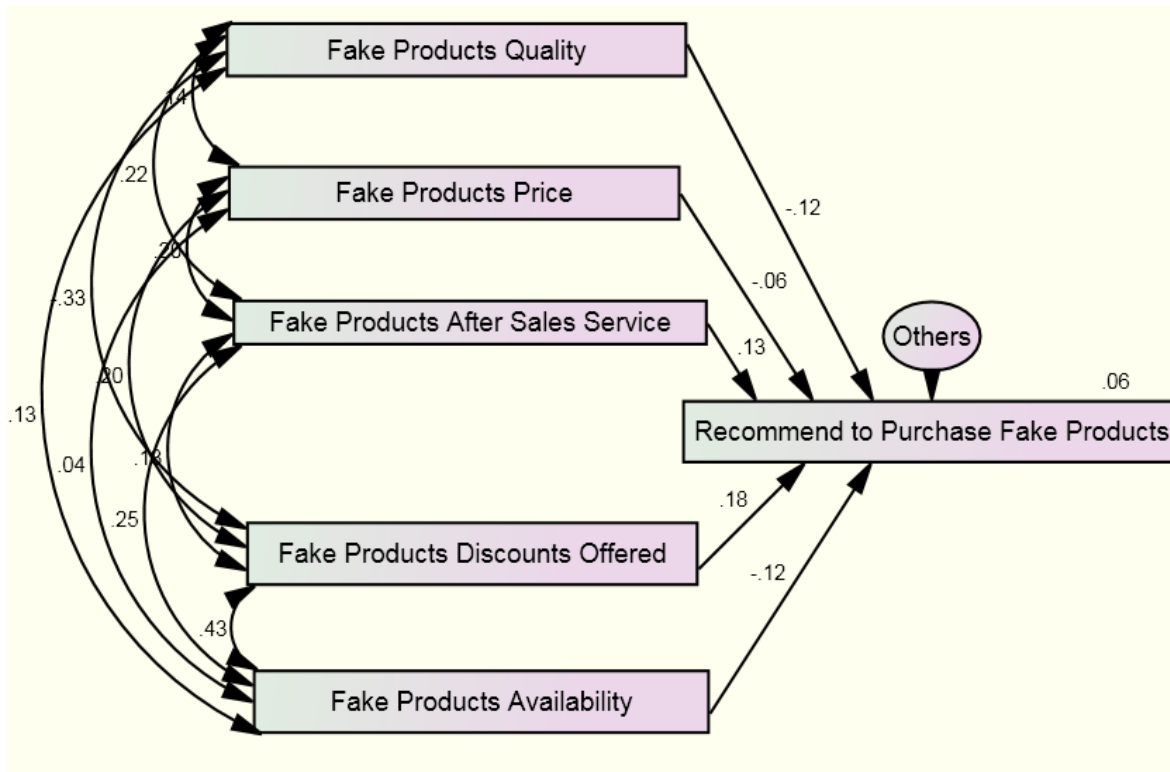 Fake Products Quality
.14
.22
Fake Products Price
-.12
.20
-.06
-.33
Fake Products After Sales Service
.13
Others
.20
.06
.13
Recommend to Purchase Fake Products
.04
.18
.25
Fake Products Discounts Offered
-.12
.43
Fake Products Availability